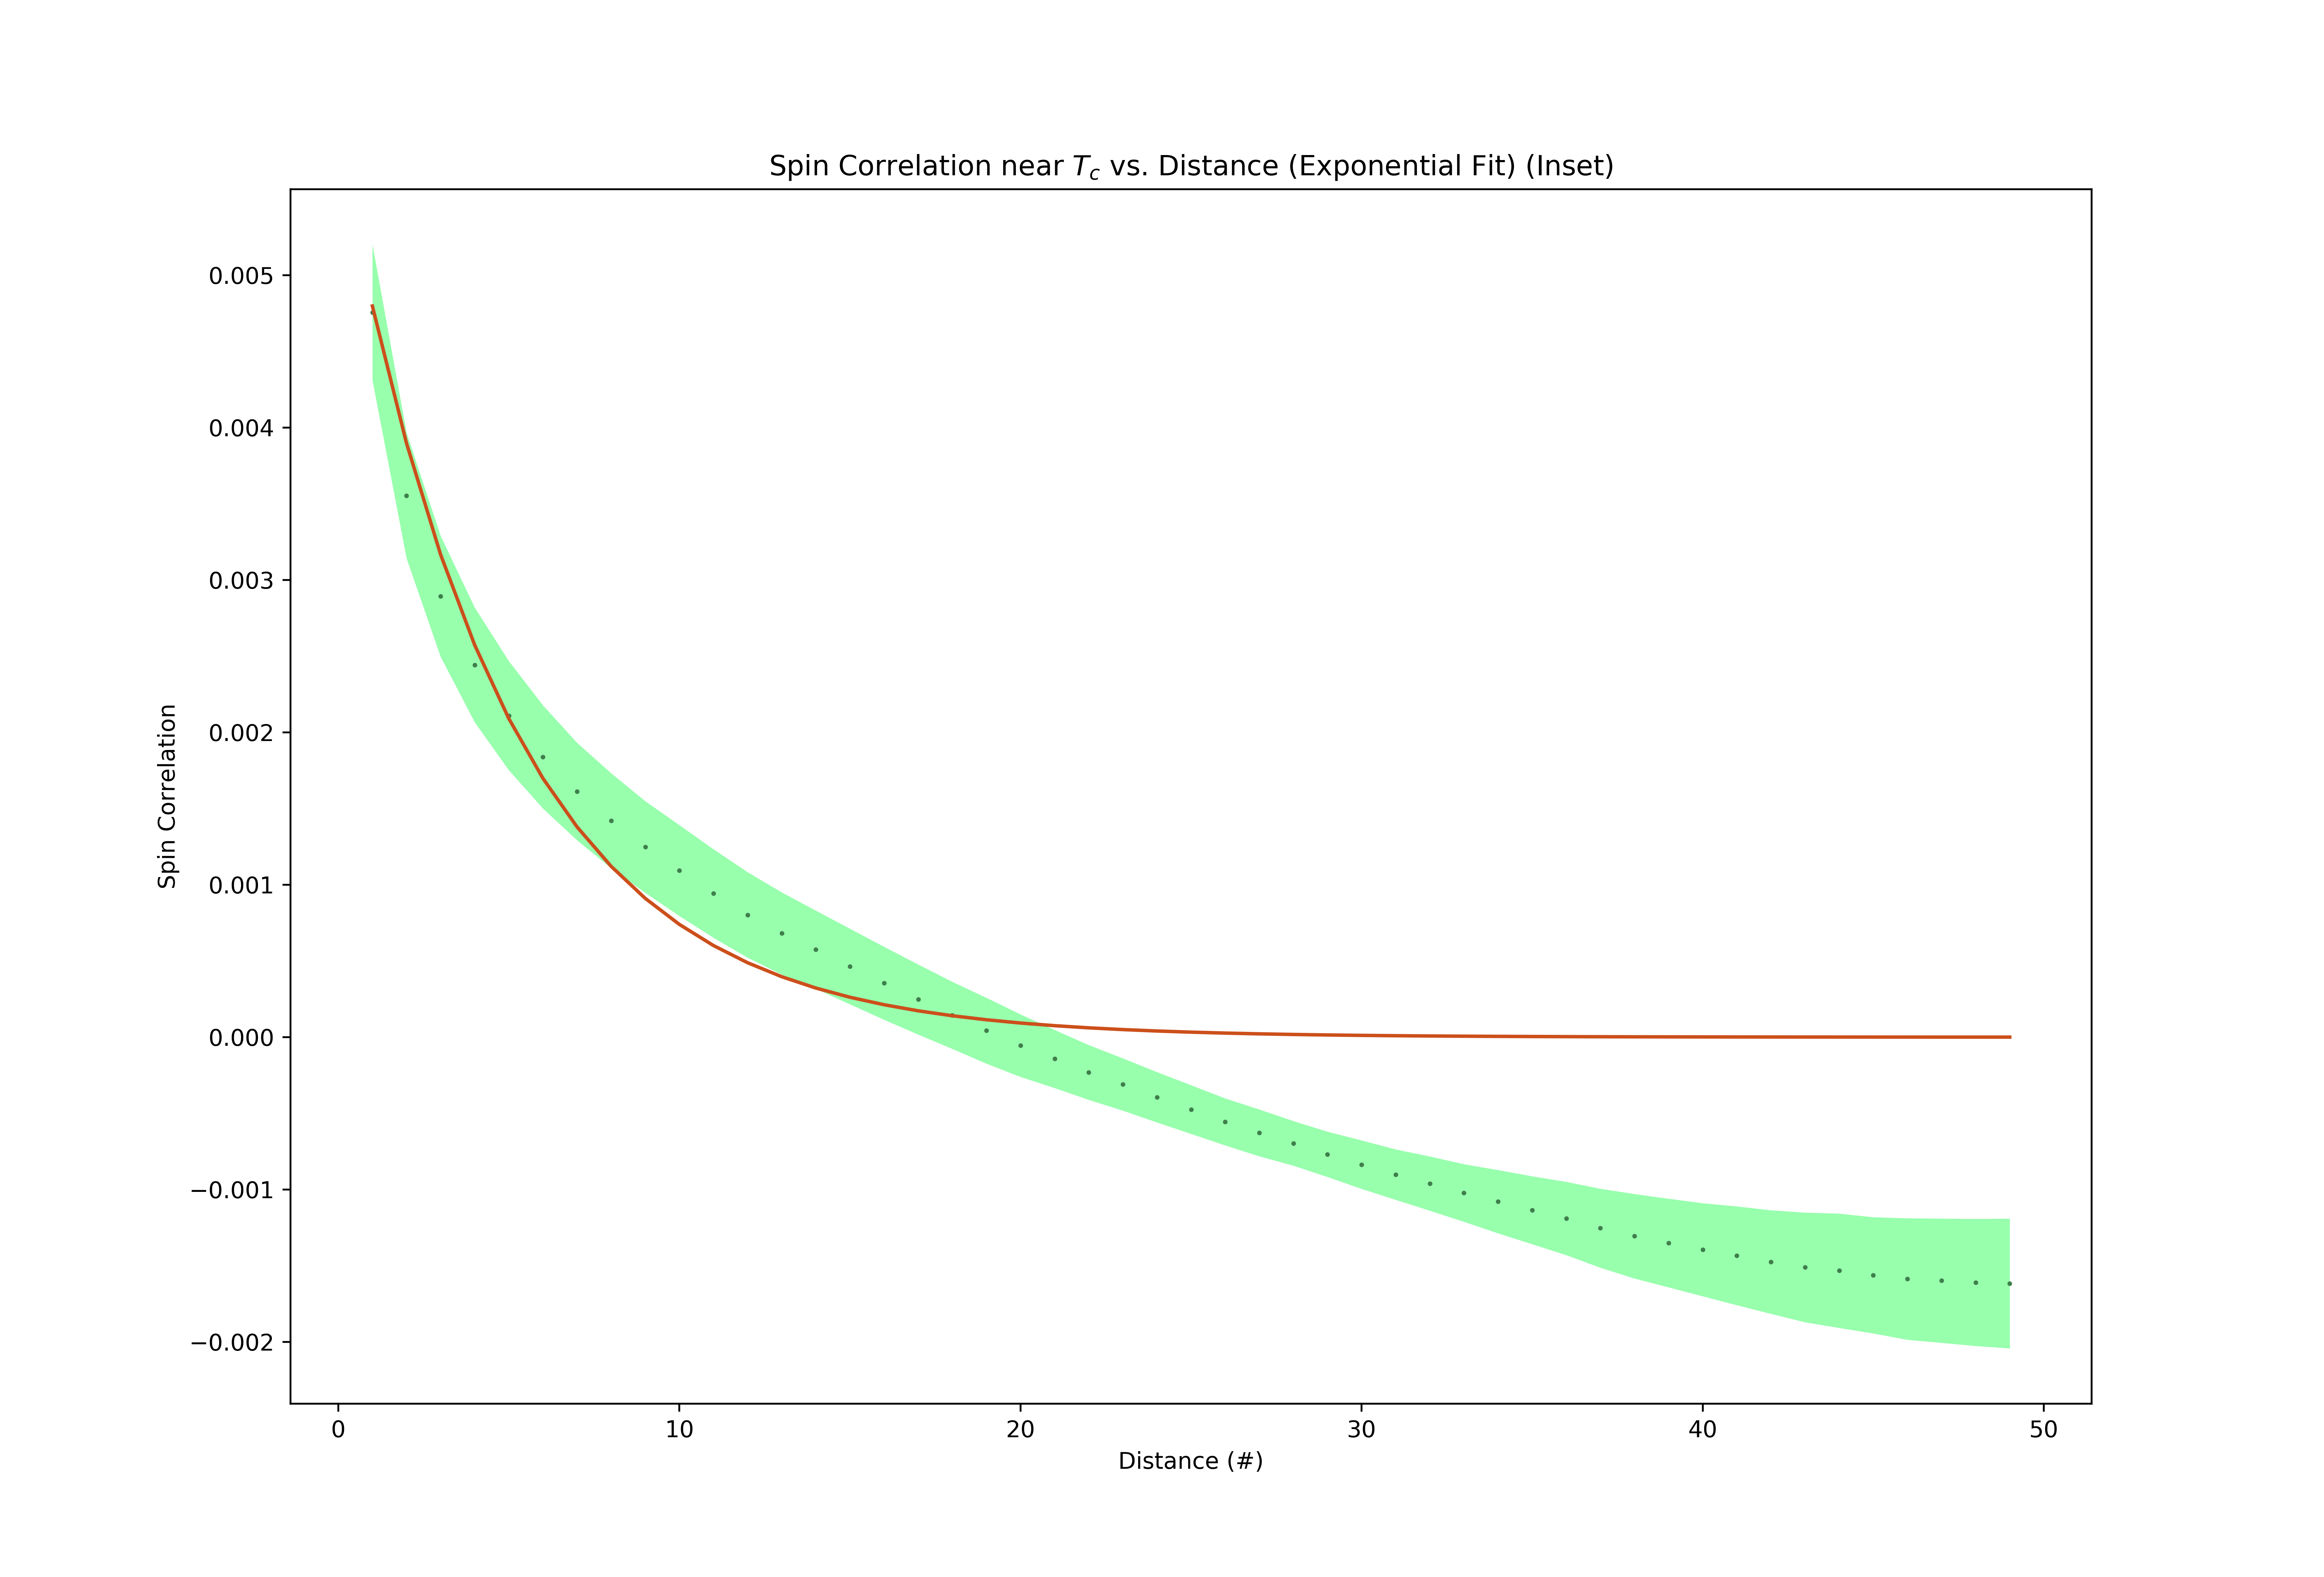 Spin Correlation near T_c vs. Distance (Exponential Fit) (Inset)
Spin Correlation
0.005
0.004
0.003
0.002
0.001
0.000
−0.001
−0.002
0 10 20 30 40 50
Distance (#)